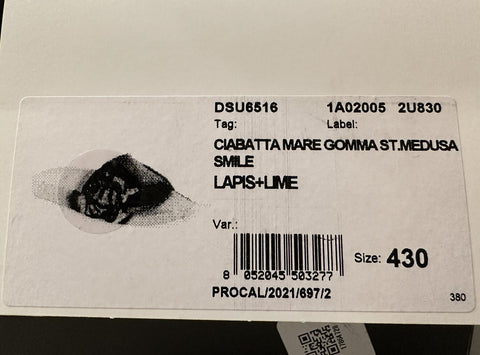 DSU6516 1A02005 2U830
Tag: Label:
CIABATTA MARE GOMMA ST.MEDUSA
SMILE
LAPIS+LIME
Var.:
8 052045 503277
Size: 430
PROCAL/2021/697/2
380